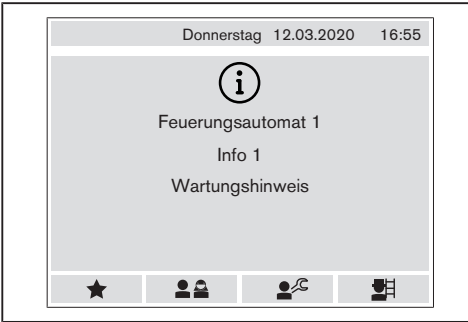 Donnerstag 12.03.2020 16:55
Feuerungsautomat 1
Info 1
Wartungshinweis